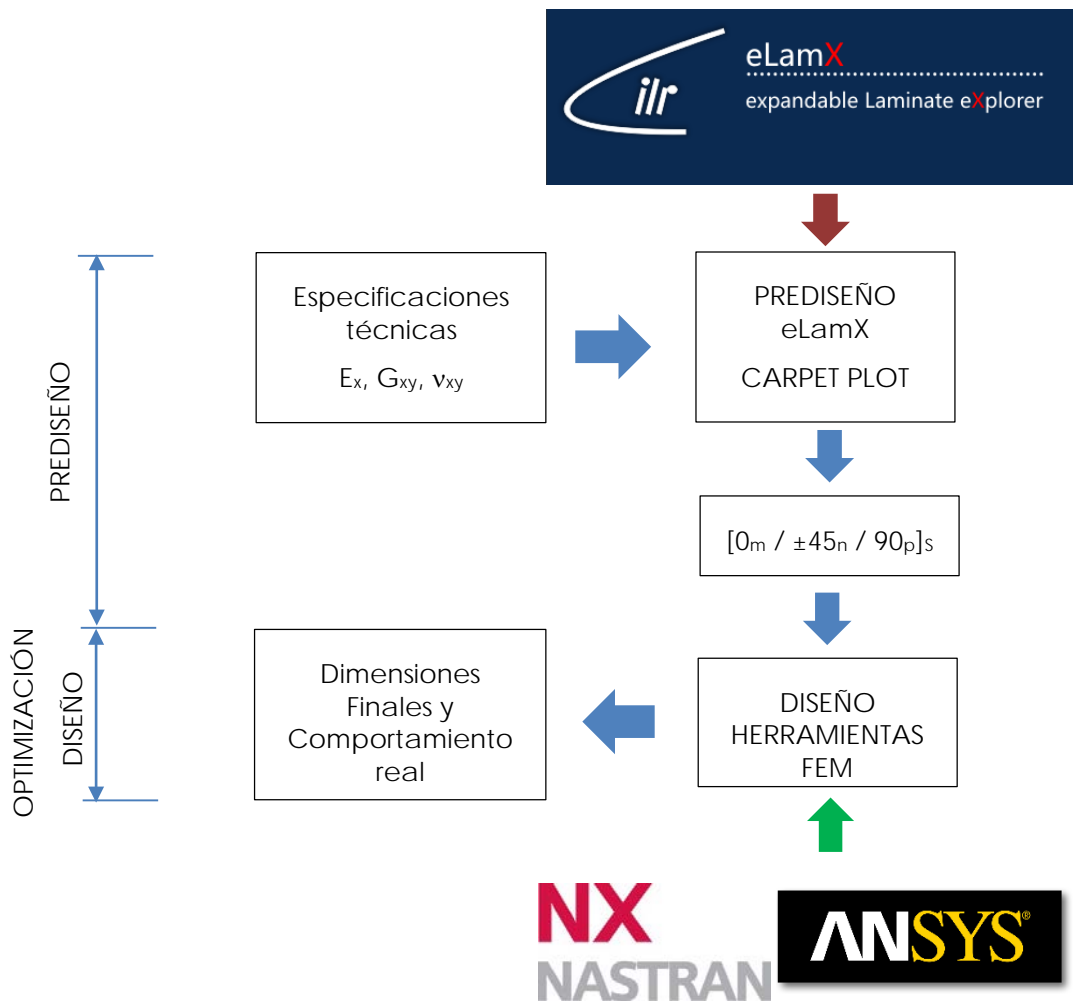 ilr
eLamX
expandable Laminate eXplorer
PREDISEÑO
Especificaciones
técnicas
Ex, Gxy, νxy
PREDISEÑO
eLamX
CARPET PLOT
[0m / ±45n / 90p]s
OPTIMIZACIÓN
DISEÑO
Dimensiones
Finales y
Comportamiento
real
DISEÑO
HERRAMIENTAS
FEM
NX
NASTRAN
ANSYS®